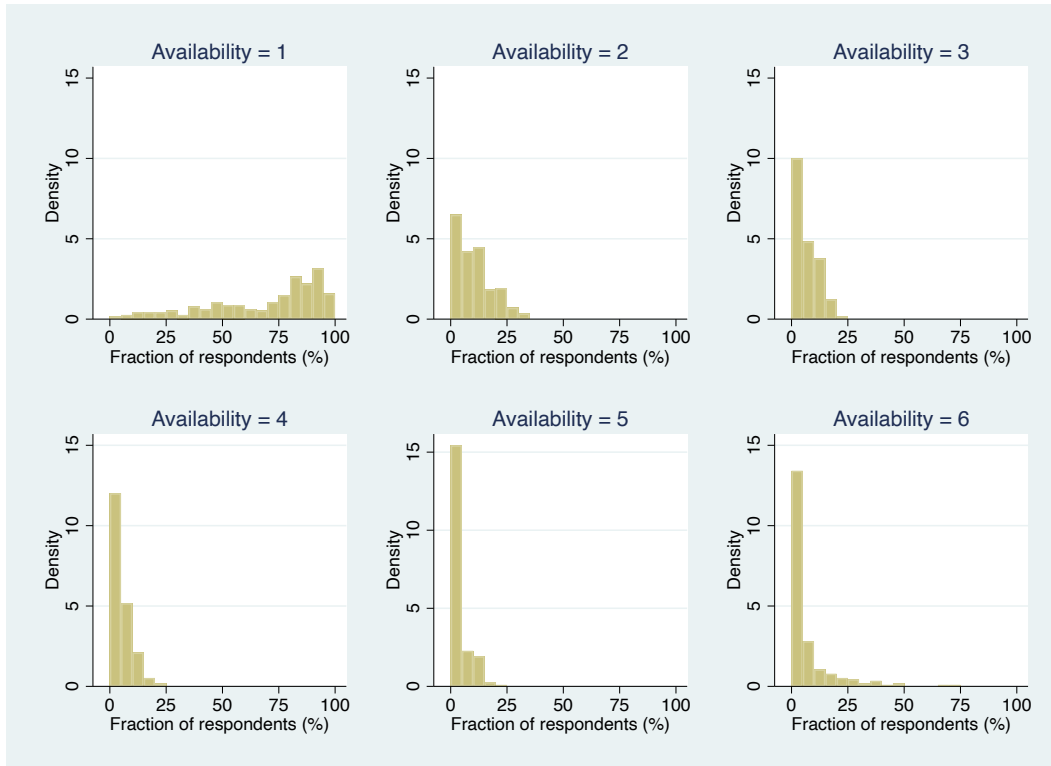 Availability = 1
Availability = 2
Availability = 3
15
10
5
0
Density
0 25 50 75 100
Fraction of respondents (%)
15
10
5
0
Density
0 25 50 75 100
Fraction of respondents (%)
15
10
5
0
Density
0 25 50 75 100
Fraction of respondents (%)
Availability = 4
Availability = 5
Availability = 6
15
10
5
0
Density
0 25 50 75 100
Fraction of respondents (%)
15
10
5
0
Density
0 25 50 75 100
Fraction of respondents (%)
15
10
5
0
Density
0 25 50 75 100
Fraction of respondents (%)